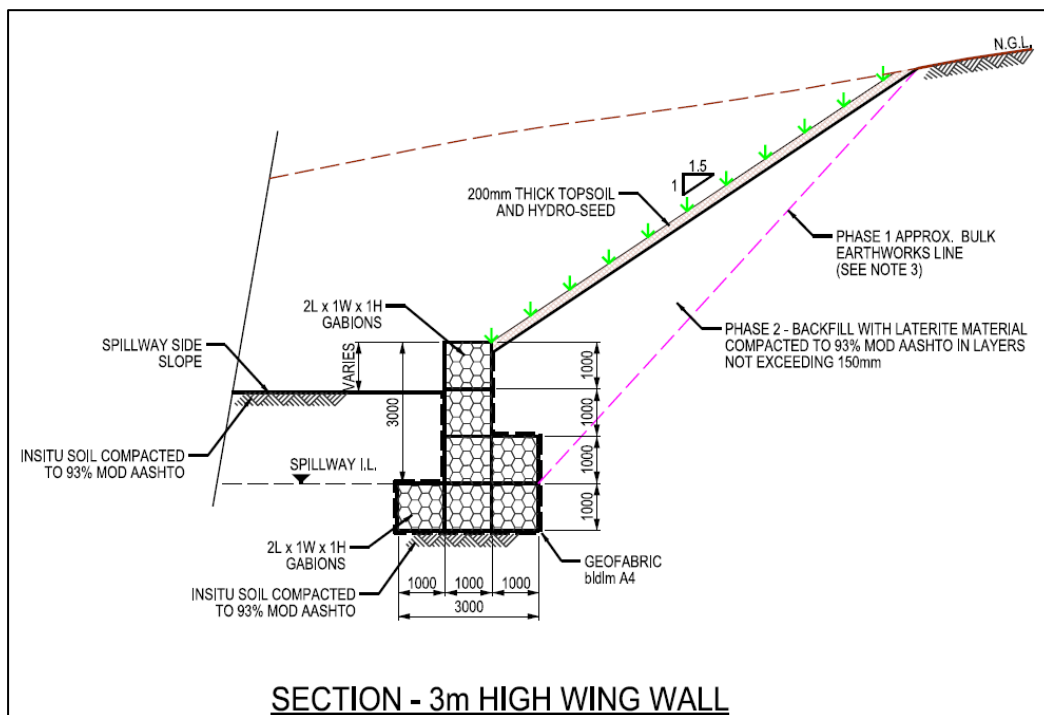 N.G.L.
1.5
1
200mm THICK TOPSOIL
AND HYDRO-SEED
PHASE 1 APPROX. BULK
EARTHWORKS LINE
(SEE NOTE 3)
2L x 1W x 1H
GABIONS
PHASE 2 - BACKFILL WITH LATERITE MATERIAL
COMPACTED TO 93% MOD AASHTO IN LAYERS
NOT EXCEEDING 150mm
SPILLWAY SIDE
SLOPE
VARIES
3000
1000
1000
1000
1000
INSITU SOIL COMPACTED
TO 93% MOD AASHTO
SPILLWAY I.L.
2L x 1W x 1H
GABIONS
GEOFABRIC
bldlm A4
INSITU SOIL COMPACTED
TO 93% MOD AASHTO
1000 1000 1000
3000
SECTION - 3m HIGH WING WALL